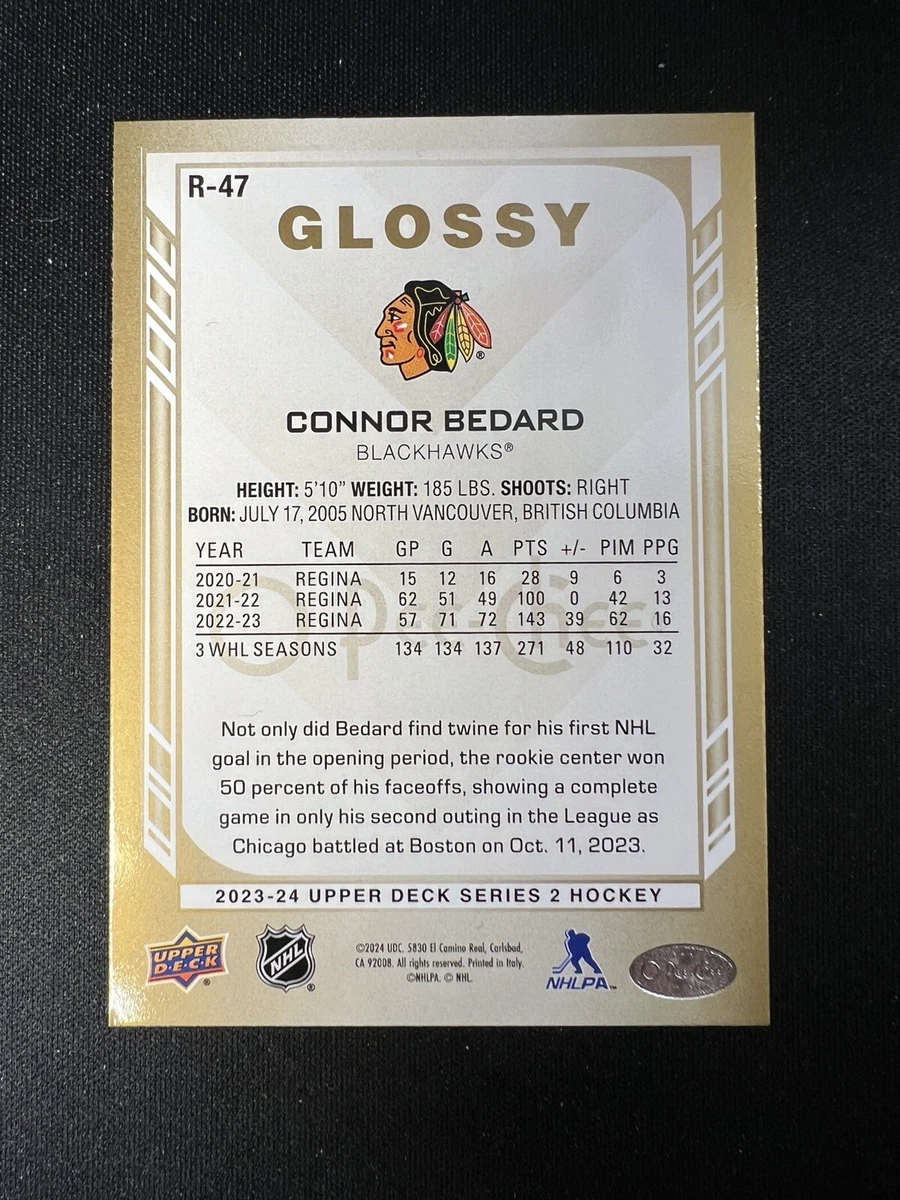 R-47
GLOSSY
®
CONNOR BEDARD
BLACKHAWKS®
HEIGHT: 5'10" WEIGHT: 185 LBS. SHOOTS: RIGHT
BORN: JULY 17, 2005 NORTH VANCOUVER, BRITISH COLUMBIA
YEAR TEAM GP G A PTS +/- PIM PPG
2020-21 REGINA 15 12 16 28 9 6 3
2021-22 REGINA 62 51 49 100 0 42 13
2022-23 REGINA 57 71 72 143 39 62 16
3 WHL SEASONS 134 134 137 271 48 110 32
O-Pee-Chee
Not only did Bedard find twine for his first NHL
goal in the opening period, the rookie center won
50 percent of his faceoffs, showing a complete
game in only his second outing in the League as
Chicago battled at Boston on Oct. 11, 2023.
2023-24 UPPER DECK SERIES 2 HOCKEY
UPPER
D·E·C·K
®
NHL
®
©2024 UDC. 5830 El Camino Real, Carlsbad,
CA 92008. All rights reserved. Printed in Italy.
©NHLPA. © NHL.
NHLPA™
O-Pee-Chee